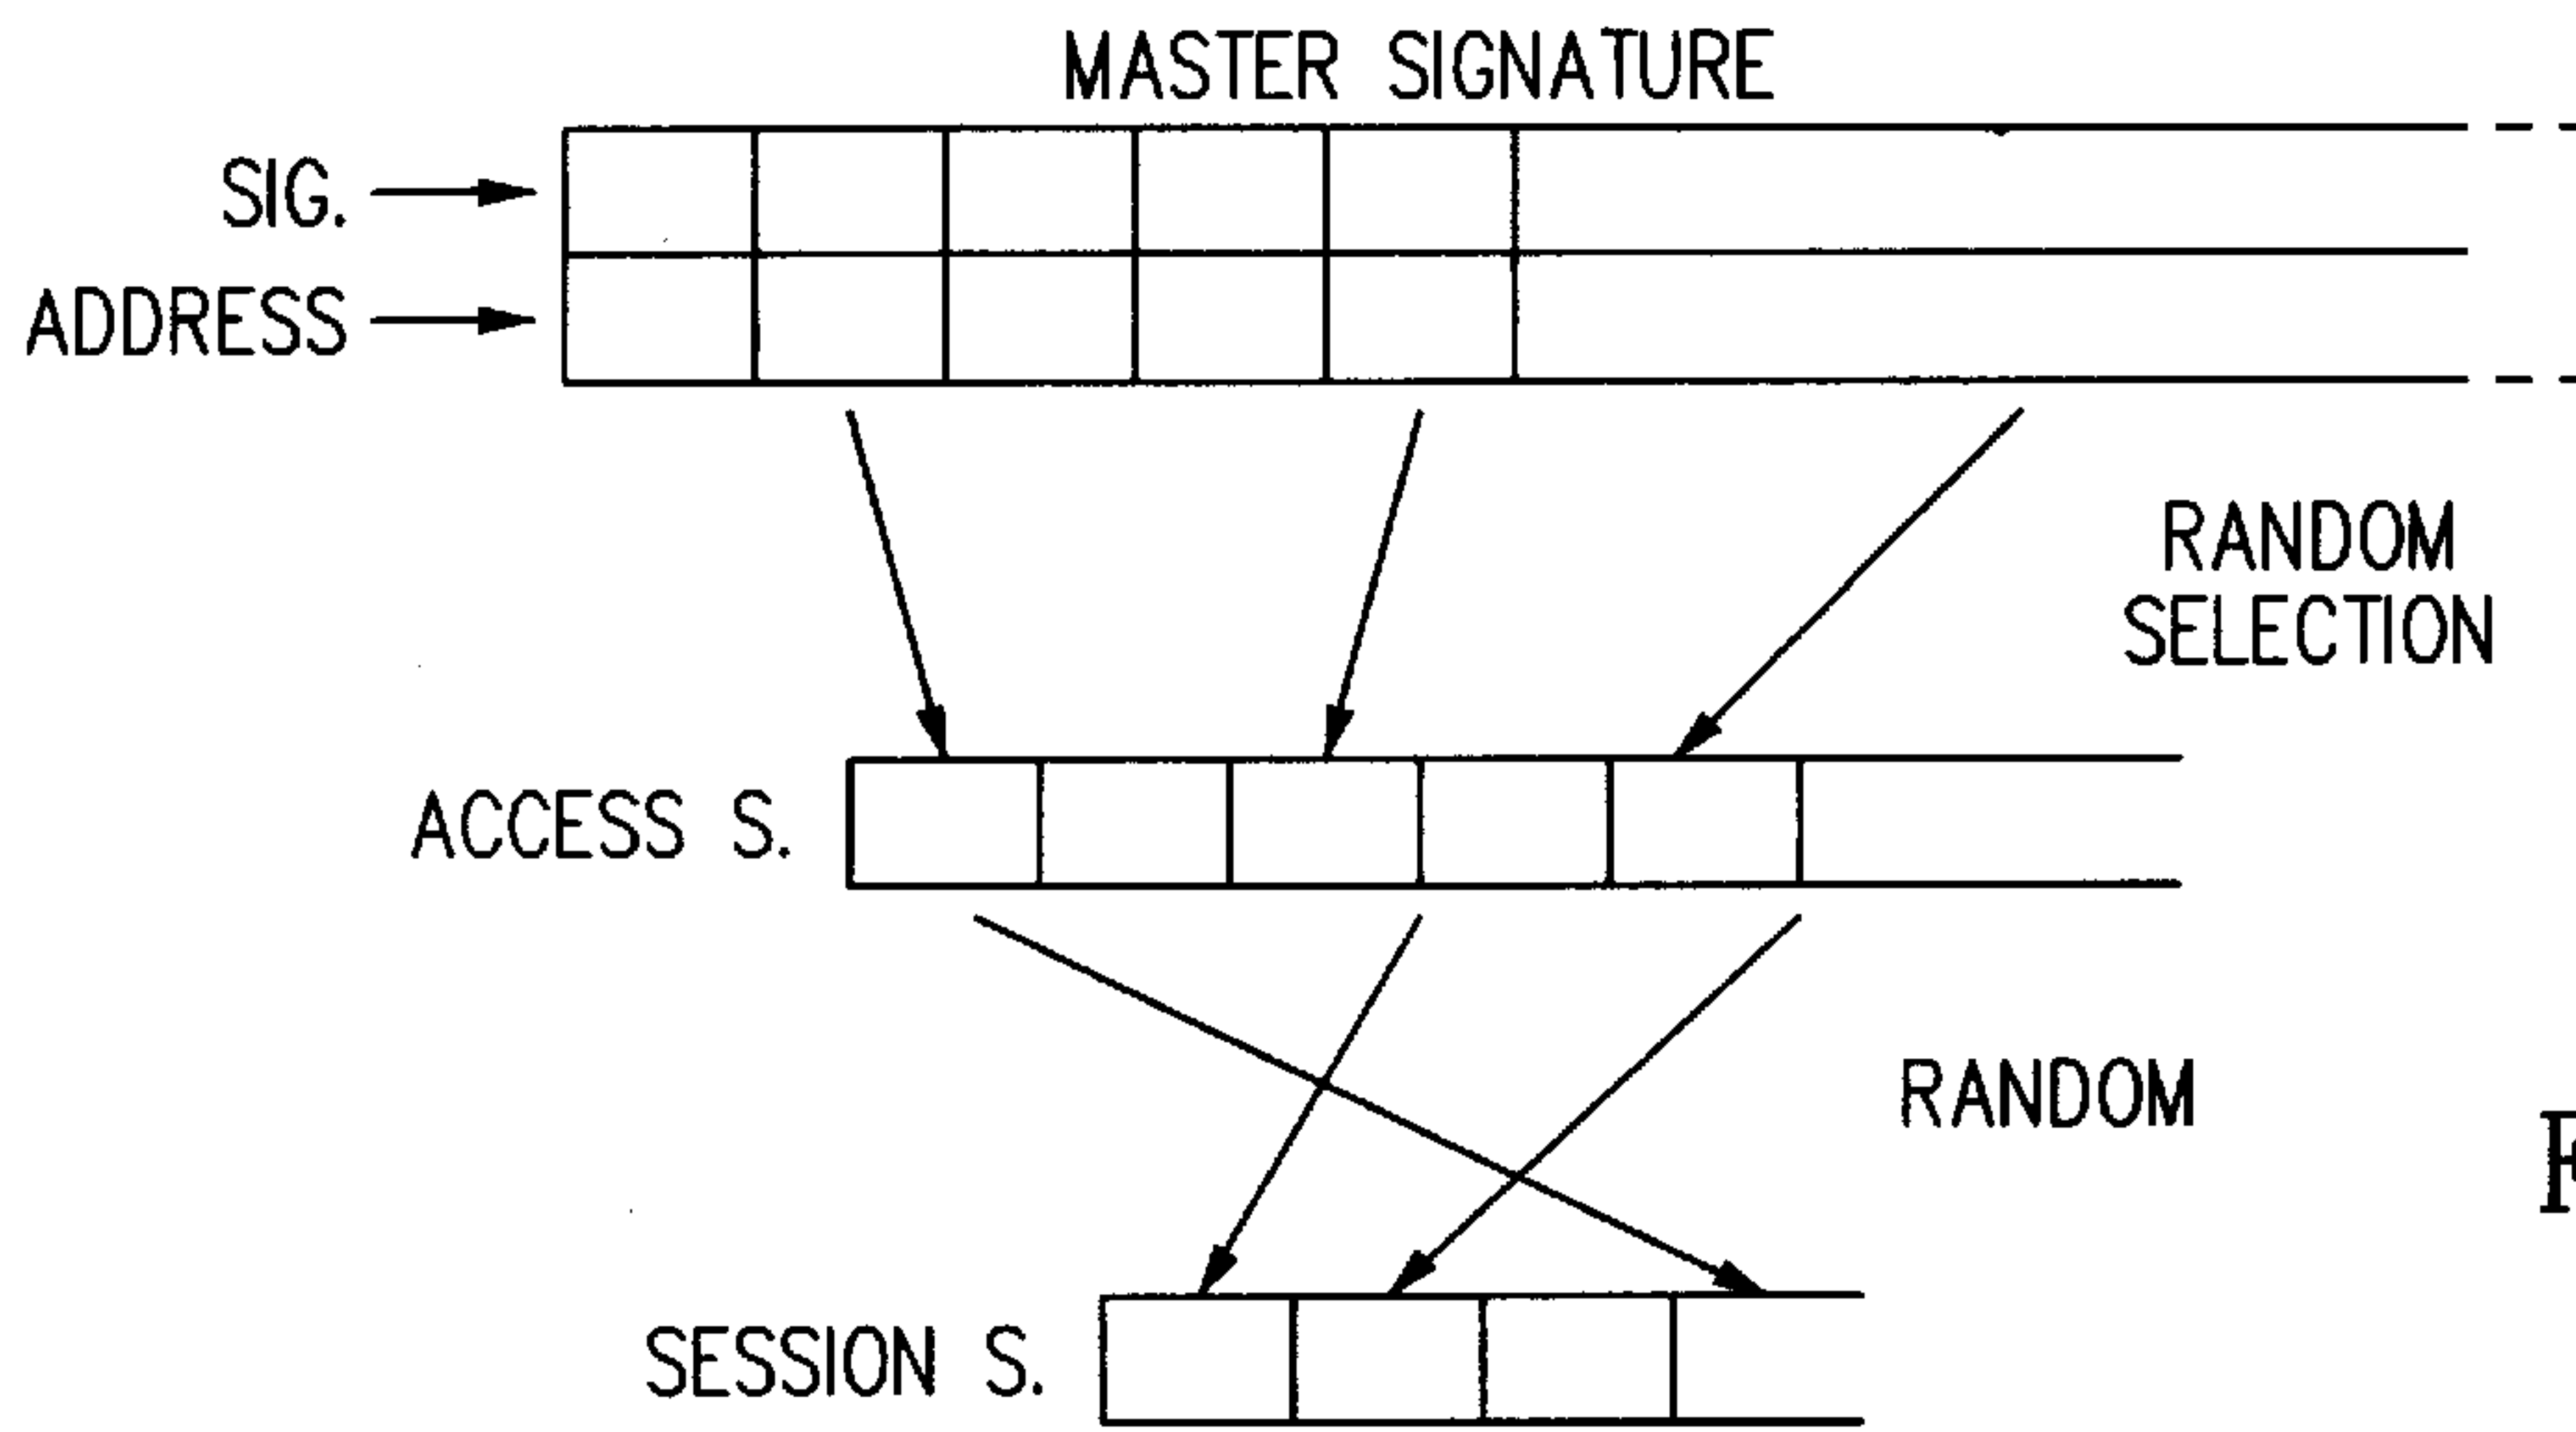 MASTER SIGNATURE
SIG.
ADDRESS
RANDOM
SELECTION
ACCESS S.
RANDOM
SESSION S.